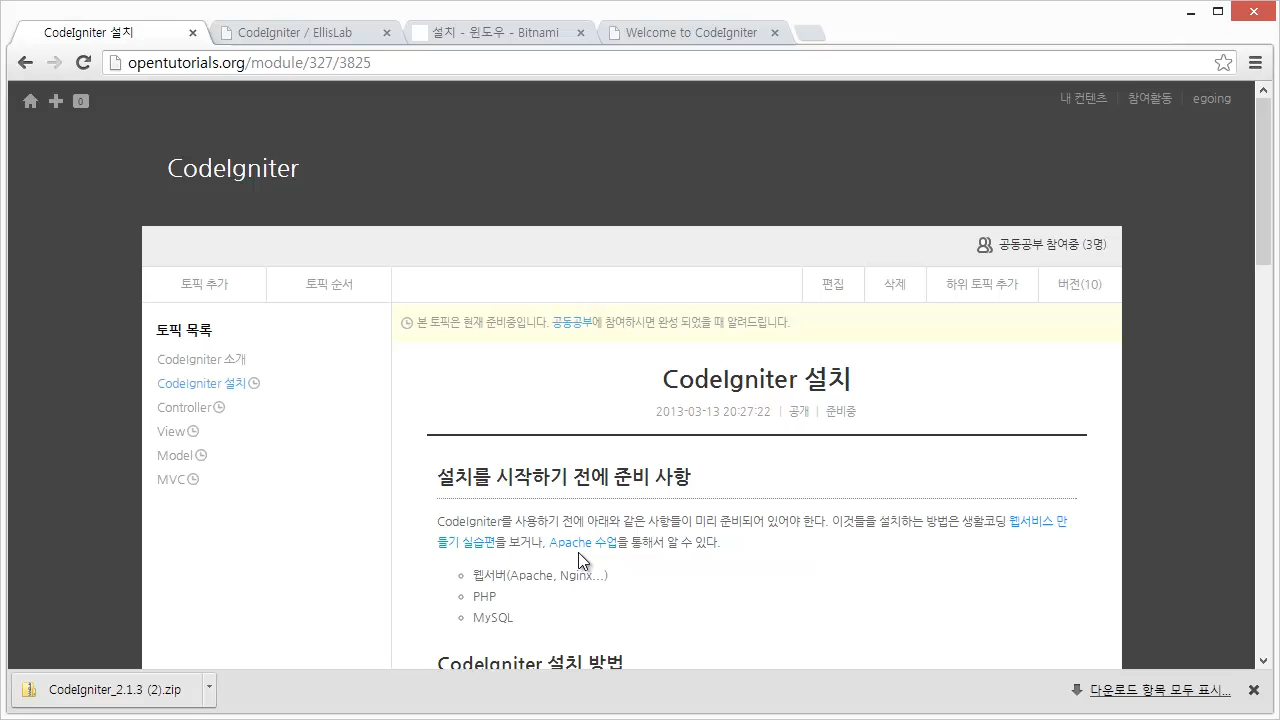 CodeIgniter 설치
CodeIgniter / EllisLab
설치 - 윈도우 - Bitnami
Welcome to CodeIgniter
opentutorials.org/module/327/3825
0
내 컨텐츠
참여활동
egoing
CodeIgniter
공동공부 참여중 (3명)
토픽 추가
토픽 순서
편집
삭제
하위 토픽 추가
버전(10)
토픽 목록
CodeIgniter 소개
CodeIgniter 설치
Controller
View
Model
MVC
본 토픽은 현재 준비중입니다. 공동공부에 참여하시면 완성 되었을 때 알려드립니다.
CodeIgniter 설치
2013-03-13 20:27:22 | 공개 | 준비중
설치를 시작하기 전에 준비 사항
CodeIgniter를 사용하기 전에 아래와 같은 사항들이 미리 준비되어 있어야 한다. 이것들을 설치하는 방법은 생활코딩 웹서비스 만
들기 실습편을 보거나, Apache 수업을 통해서 알 수 있다.
웹서버(Apache, Nginx...)
PHP
MySQL
CodeIgniter 설치 방법
CodeIgniter_2.1.3 (2).zip
다운로드 항목 모두 표시...